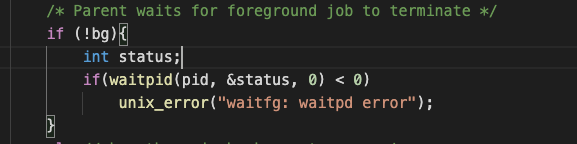 /* Parent waits for foreground job to terminate */
if (!bg){
int status;
if(waitpid(pid, &status, 0) < 0)
unix_error("waitfg: waitpd error");
}